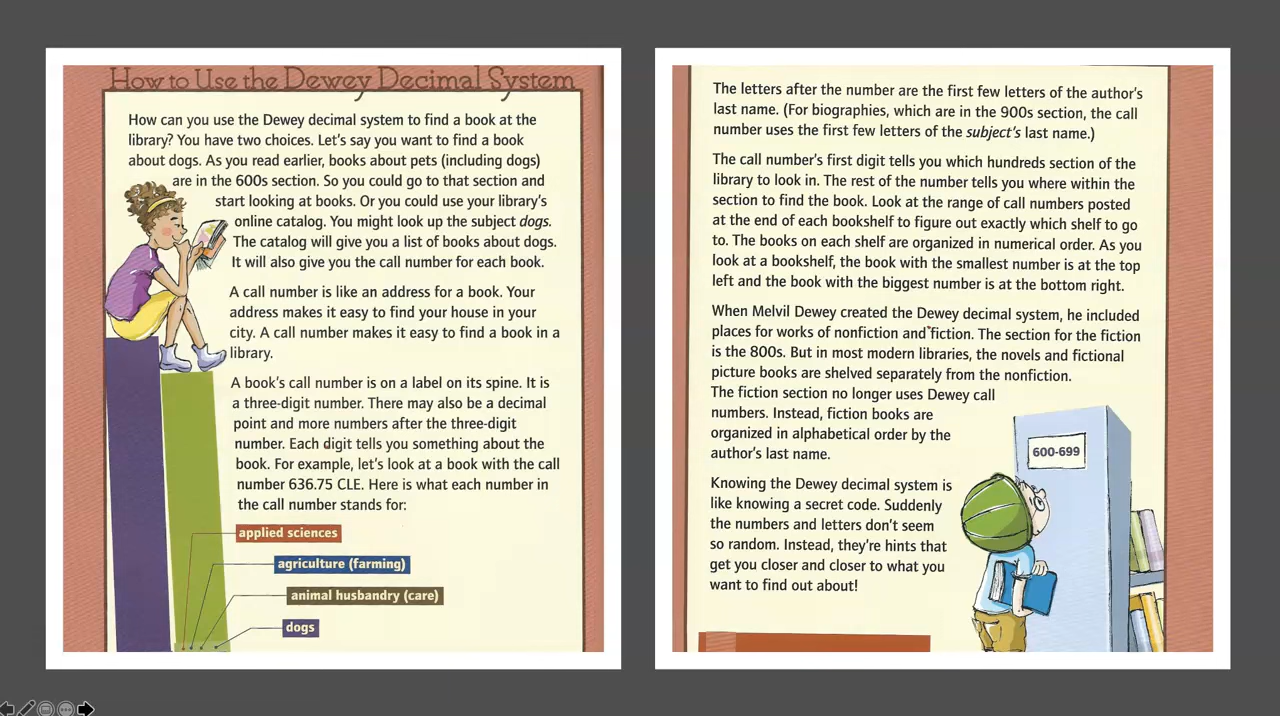 How to Use the Dewey Decimal System
How can you use the Dewey decimal system to find a book at the
library? You have two choices. Let's say you want to find a book
about dogs. As you read earlier, books about pets (including dogs)
are in the 600s section. So you could go to that section and
start looking at books. Or you could use your library's
online catalog. You might look up the subject dogs.
The catalog will give you a list of books about dogs.
It will also give you the call number for each book.
A call number is like an address for a book. Your
address makes it easy to find your house in your
city. A call number makes it easy to find a book in a
library.
A book's call number is on a label on its spine. It is
a three-digit number. There may also be a decimal
point and more numbers after the three-digit
number. Each digit tells you something about the
book. For example, let's look at a book with the call
number 636.75 CLE. Here is what each number in
the call number stands for:
applied sciences
agriculture (farming)
animal husbandry (care)
dogs
The letters after the number are the first few letters of the author's
last name. (For biographies, which are in the 900s section, the call
number uses the first few letters of the subject's last name.)
The call number's first digit tells you which hundreds section of the
library to look in. The rest of the number tells you where within the
section to find the book. Look at the range of call numbers posted
at the end of each bookshelf to figure out exactly which shelf to go
to. The books on each shelf are organized in numerical order. As you
look at a bookshelf, the book with the smallest number is at the top
left and the book with the biggest number is at the bottom right.
When Melvil Dewey created the Dewey decimal system, he included
places for works of nonfiction and fiction. The section for the fiction
is the 800s. But in most modern libraries, the novels and fictional
picture books are shelved separately from the nonfiction.
The fiction section no longer uses Dewey call
numbers. Instead, fiction books are
organized in alphabetical order by the
author's last name.
600-699
Knowing the Dewey decimal system is
like knowing a secret code. Suddenly
the numbers and letters don't seem
so random. Instead, they're hints that
get you closer and closer to what you
want to find out about!